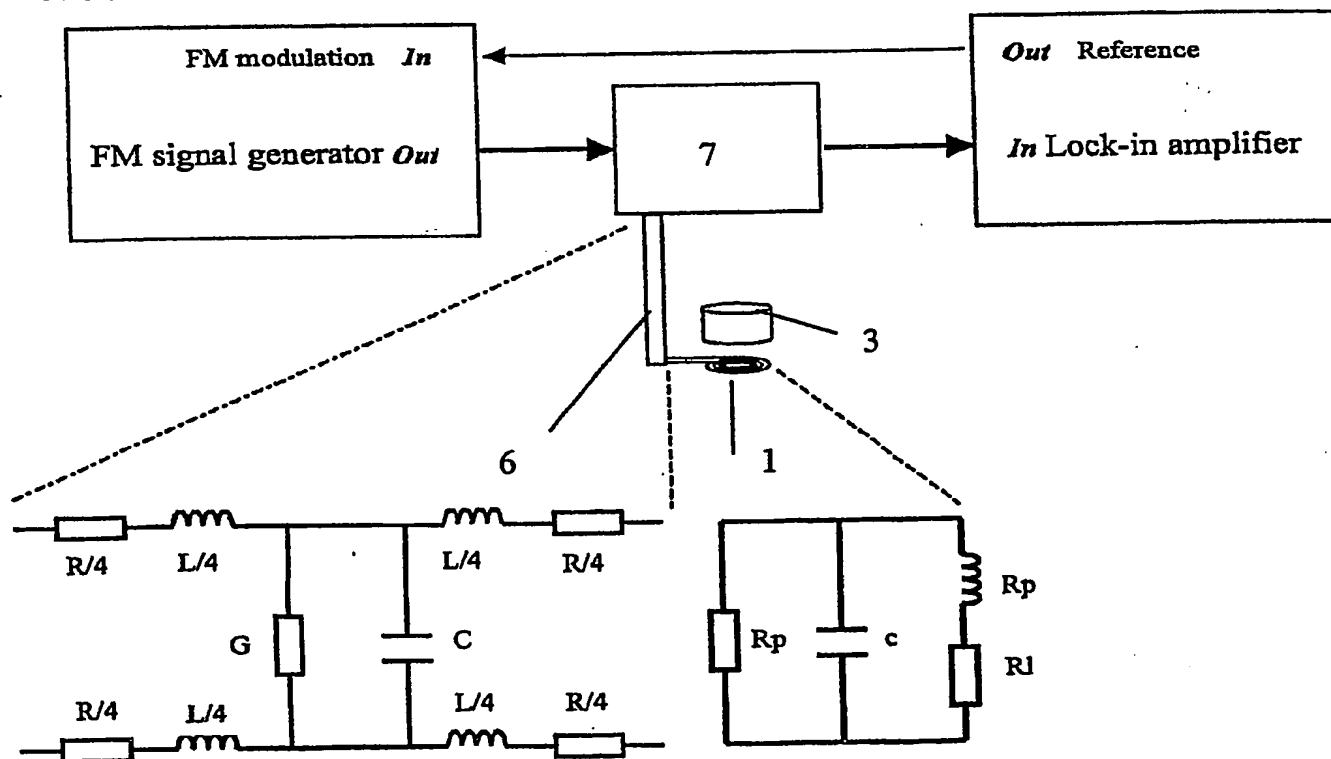 FM modulation In
Out Reference
FM signal generator Out
7
In Lock-in amplifier
3
6
1
R/4
L/4
L/4
R/4
G
C
R/4
L/4
L/4
R/4
Rp
c
Rp
Rl